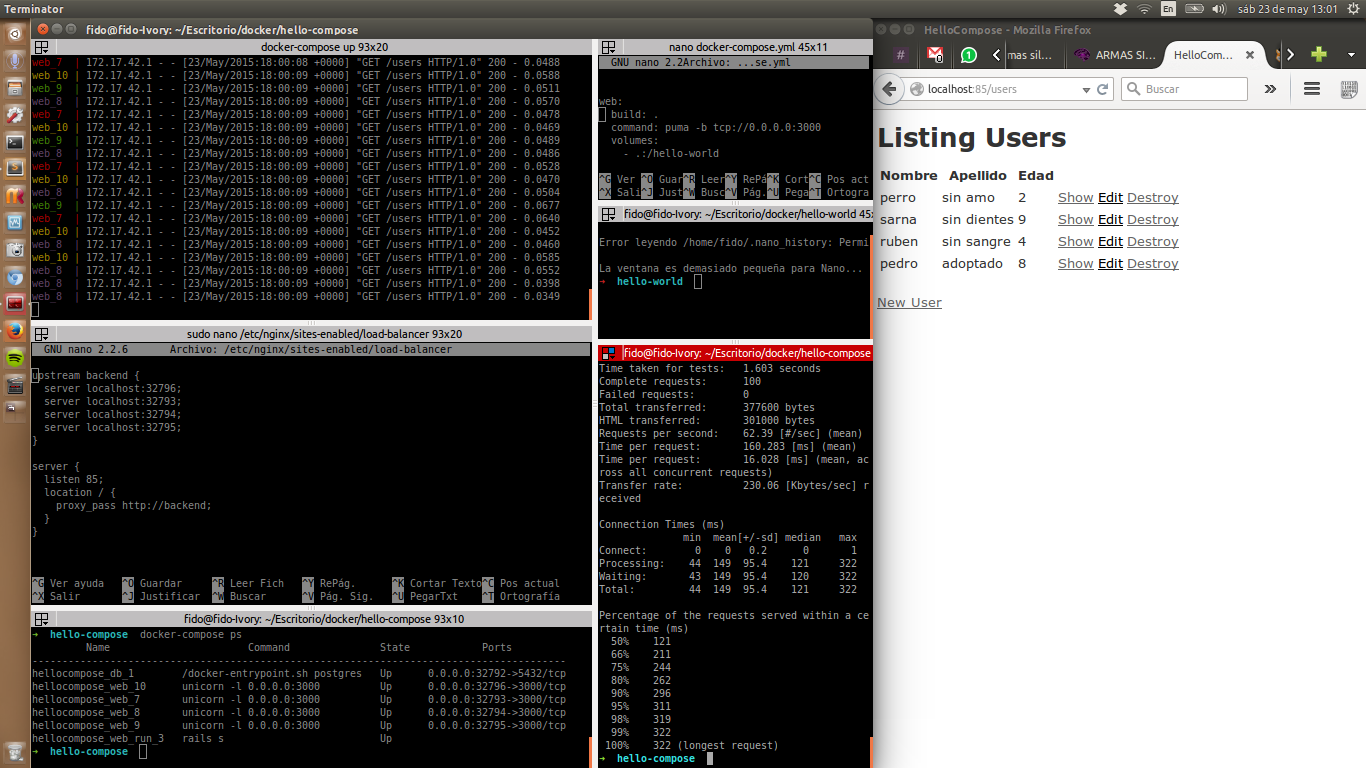 Terminator
En
sáb 23 de may 13:01
fido@fido-Ivory: ~/Escritorio/docker/hello-compose
docker-compose up 93x20
web_7  | 172.17.42.1 - - [23/May/2015:18:00:08 +0000] "GET /users HTTP/1.0" 200 - 0.0488
web_10 | 172.17.42.1 - - [23/May/2015:18:00:09 +0000] "GET /users HTTP/1.0" 200 - 0.0588
web_9  | 172.17.42.1 - - [23/May/2015:18:00:09 +0000] "GET /users HTTP/1.0" 200 - 0.0511
web_8  | 172.17.42.1 - - [23/May/2015:18:00:09 +0000] "GET /users HTTP/1.0" 200 - 0.0570
web_7  | 172.17.42.1 - - [23/May/2015:18:00:09 +0000] "GET /users HTTP/1.0" 200 - 0.0478
web_10 | 172.17.42.1 - - [23/May/2015:18:00:09 +0000] "GET /users HTTP/1.0" 200 - 0.0469
web_9  | 172.17.42.1 - - [23/May/2015:18:00:09 +0000] "GET /users HTTP/1.0" 200 - 0.0489
web_8  | 172.17.42.1 - - [23/May/2015:18:00:09 +0000] "GET /users HTTP/1.0" 200 - 0.0486
web_7  | 172.17.42.1 - - [23/May/2015:18:00:09 +0000] "GET /users HTTP/1.0" 200 - 0.0528
web_10 | 172.17.42.1 - - [23/May/2015:18:00:09 +0000] "GET /users HTTP/1.0" 200 - 0.0470
web_8  | 172.17.42.1 - - [23/May/2015:18:00:09 +0000] "GET /users HTTP/1.0" 200 - 0.0504
web_9  | 172.17.42.1 - - [23/May/2015:18:00:09 +0000] "GET /users HTTP/1.0" 200 - 0.0677
web_7  | 172.17.42.1 - - [23/May/2015:18:00:09 +0000] "GET /users HTTP/1.0" 200 - 0.0640
web_10 | 172.17.42.1 - - [23/May/2015:18:00:09 +0000] "GET /users HTTP/1.0" 200 - 0.0452
web_8  | 172.17.42.1 - - [23/May/2015:18:00:09 +0000] "GET /users HTTP/1.0" 200 - 0.0460
web_10 | 172.17.42.1 - - [23/May/2015:18:00:09 +0000] "GET /users HTTP/1.0" 200 - 0.0585
web_8  | 172.17.42.1 - - [23/May/2015:18:00:09 +0000] "GET /users HTTP/1.0" 200 - 0.0552
web_8  | 172.17.42.1 - - [23/May/2015:18:00:09 +0000] "GET /users HTTP/1.0" 200 - 0.0398
web_8  | 172.17.42.1 - - [23/May/2015:18:00:09 +0000] "GET /users HTTP/1.0" 200 - 0.0349
sudo nano /etc/nginx/sites-enabled/load-balancer 93x20
GNU nano 2.2.6 Archivo: /etc/nginx/sites-enabled/load-balancer
upstream backend {
server localhost:32796;
server localhost:32793;
server localhost:32794;
server localhost:32795;
}
server {
listen 85;
location / {
proxy_pass http://backend;
}
}
^G Ver ayuda ^O Guardar ^R Leer Fich ^Y RePág. ^K Cortar Texto^C Pos actual
^X Salir ^J Justificar ^W Buscar ^V Pág. Sig. ^U PegarTxt ^T Ortografía
fido@fido-Ivory: ~/Escritorio/docker/hello-compose 93x10
→ hello-compose docker-compose ps
Name Command State Ports
------------------------------------------------------------------------------------------
hellocompose_db_1 /docker-entrypoint.sh postgres Up 0.0.0.0:32792->5432/tcp
hellocompose_web_10 unicorn -l 0.0.0.0:3000 Up 0.0.0.0:32796->3000/tcp
hellocompose_web_7 unicorn -l 0.0.0.0:3000 Up 0.0.0.0:32793->3000/tcp
hellocompose_web_8 unicorn -l 0.0.0.0:3000 Up 0.0.0.0:32794->3000/tcp
hellocompose_web_9 unicorn -l 0.0.0.0:3000 Up 0.0.0.0:32795->3000/tcp
hellocompose_web_run_3 rails s Up
→ hello-compose
nano docker-compose.yml 45x11
GNU nano 2.2Archivo: ...se.yml
web:
build: .
command: puma -b tcp://0.0.0.0:3000
volumes:
- .:/hello-world
^G Ver ^O Guar^R Leer^Y RePá^K Cort^C Pos act
^X Sali^J Just^W Busc^V Pág.^U Pega^T Ortogra
fido@fido-Ivory: ~/Escritorio/docker/hello-world 45x
Error leyendo /home/fido/.nano_history: Permi
La ventana es demasiado pequeña para Nano...
→ hello-world
fido@fido-Ivory: ~/Escritorio/docker/hello-compose
Time taken for tests: 1.603 seconds
Complete requests: 100
Failed requests: 0
Total transferred: 377600 bytes
HTML transferred: 301000 bytes
Requests per second: 62.39 [#/sec] (mean)
Time per request: 160.283 [ms] (mean)
Time per request: 16.028 [ms] (mean, ac
ross all concurrent requests)
Transfer rate: 230.06 [Kbytes/sec] r
eceived
Connection Times (ms)
min mean[+/-sd] median max
Connect: 0 0 0.2 0 1
Processing: 44 149 95.4 121 322
Waiting: 43 149 95.4 120 322
Total: 44 149 95.4 121 322
Percentage of the requests served within a ce
rtain time (ms)
50% 121
66% 211
75% 244
80% 262
90% 296
95% 311
98% 319
99% 322
100% 322 (longest request)
→ hello-compose
HelloCompose - Mozilla Firefox
mas sil...
ARMAS SI...
HelloCom...
localhost:85/users
Buscar
Listing Users
Nombre Apellido Edad
perro sin amo 2 Show Edit Destroy
sarna sin dientes 9 Show Edit Destroy
ruben sin sangre 4 Show Edit Destroy
pedro adoptado 8 Show Edit Destroy
New User